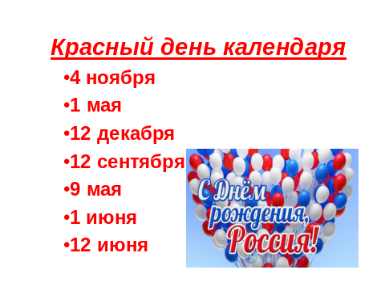 Красный день календаря
•4 ноября
•1 мая
•12 декабря
•12 сентября
•9 мая
•1 июня
•12 июня
С Днём
рождения,
Россия!